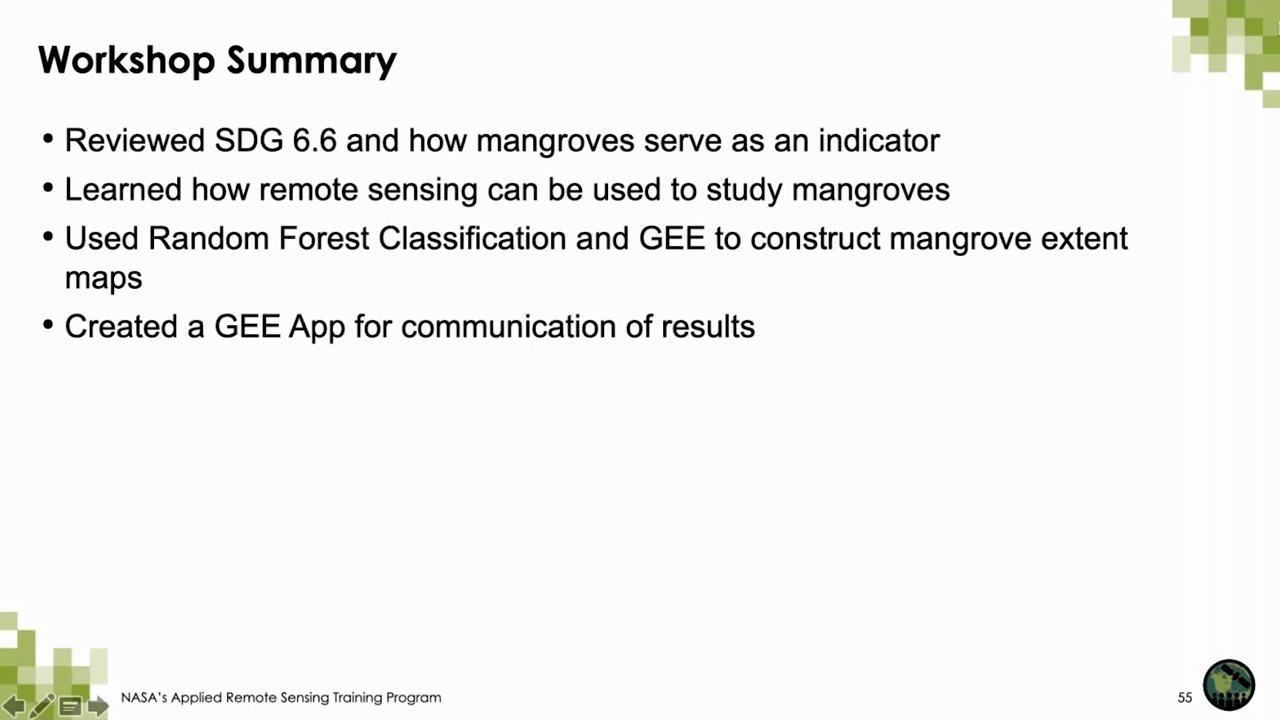 Workshop Summary
• Reviewed SDG 6.6 and how mangroves serve as an indicator
• Learned how remote sensing can be used to study mangroves
• Used Random Forest Classification and GEE to construct mangrove extent
maps
• Created a GEE App for communication of results
NASA's Applied Remote Sensing Training Program
55